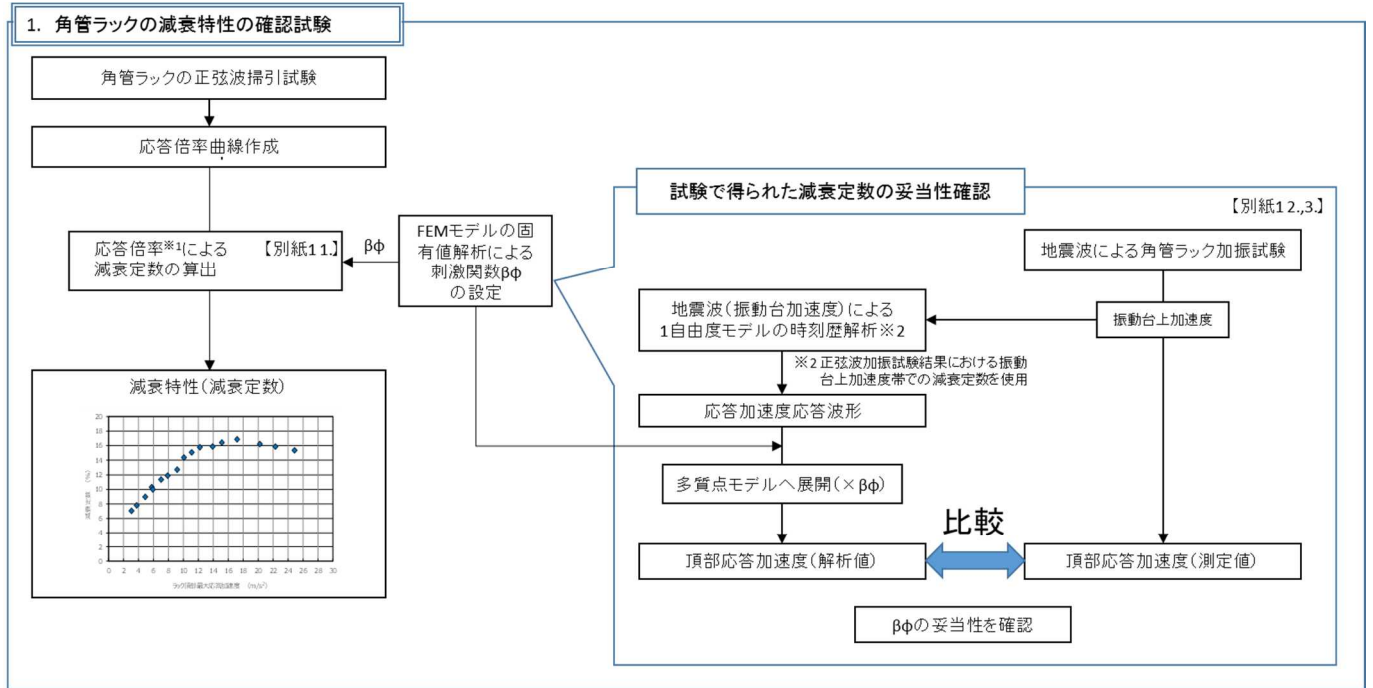 1. 角管ラックの減衰特性の確認試験
角管ラックの正弦波掃引試験
応答倍率曲線作成
応答倍率※1による
減衰定数の算出
【別紙1 1.】
βφ
FEMモデルの固
有値解析による
刺激関数βφ
の設定
減衰特性(減衰定数)
20
18
16
14
12
10
8
6
4
2
0
0 2 4 6 8 10 12 14 16 18 20 22 24 26 28 30
減衰定数 (%)
最大応答加速度 (m/s²)
試験で得られた減衰定数の妥当性確認
【別紙1 2.,3.】
地震波による角管ラック加振試験
振動台上加速度
地震波(振動台加速度)による
1自由度モデルの時刻歴解析※2
※2 正弦波加振試験結果における振動
台上加速度帯での減衰定数を使用
応答加速度応答波形
多質点モデルへ展開(×βφ)
頂部応答加速度(解析値)
比較
頂部応答加速度(測定値)
βφの妥当性を確認